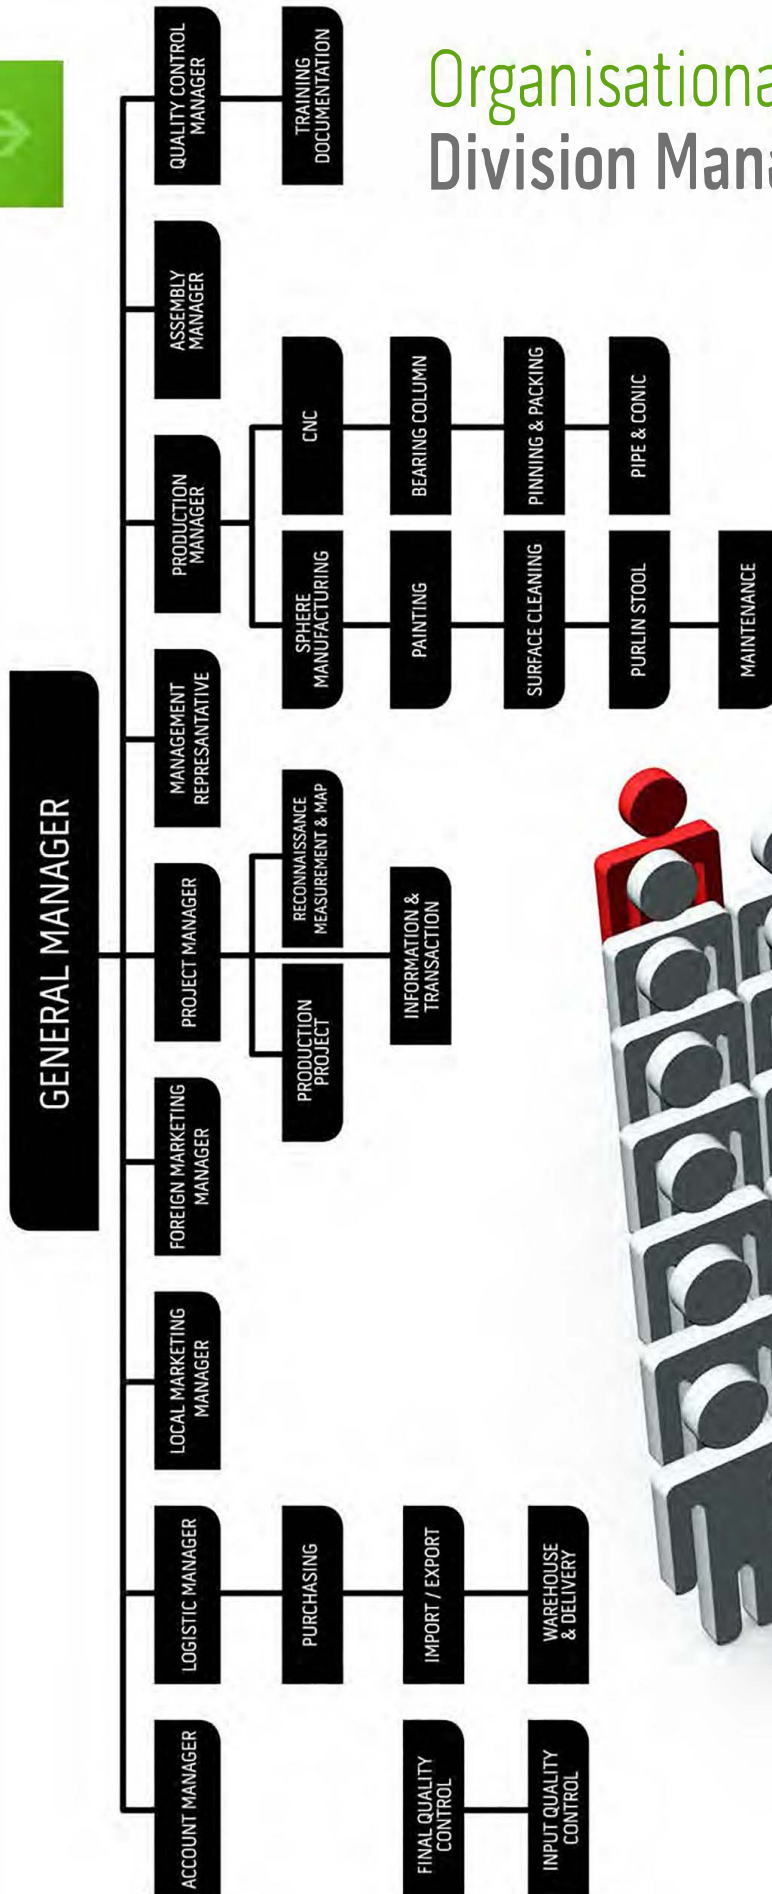 Organisationa
Division Mana
GENERAL MANAGER
ACCOUNT MANAGER
LOGISTIC MANAGER
LOCAL MARKETING
MANAGER
FOREIGN MARKETING
MANAGER
PROJECT MANAGER
MANAGEMENT
REPRESANTATIVE
PRODUCTION
MANAGER
ASSEMBLY
MANAGER
QUALITY CONTROL
MANAGER
PURCHASING
IMPORT / EXPORT
WAREHOUSE
& DELIVERY
FINAL QUALITY
CONTROL
INPUT QUALITY
CONTROL
PRODUCTION
PROJECT
RECONNAISSANCE
MEASUREMENT & MAP
INFORMATION &
TRANSACTION
SPHERE
MANUFACTURING
PAINTING
SURFACE CLEANING
PURLIN STOOL
MAINTENANCE
CNC
BEARING COLUMN
PINNING & PACKING
PIPE & CONIC
TRAINING
DOCUMENTATION